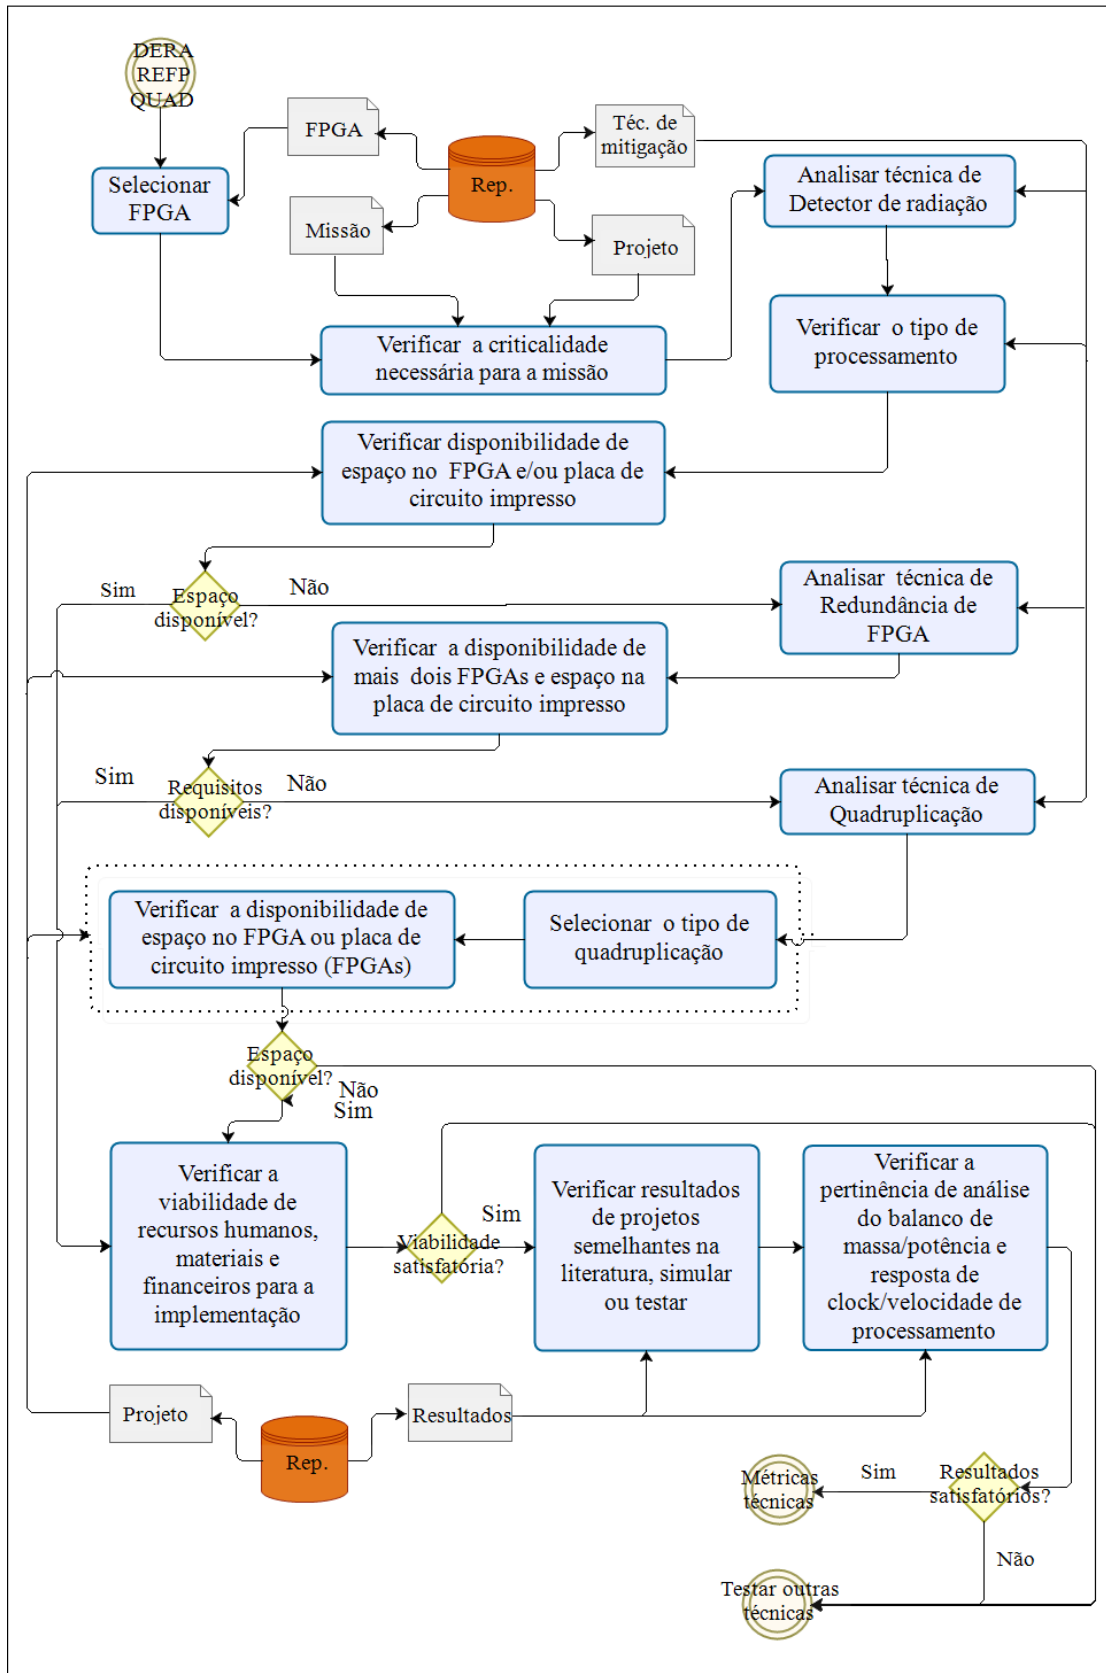 DERA
REFP
QUAD
FPGA
Téc. de
mitigação
Rep.
Selecionar
FPGA
Analisar técnica de
Detector de radiação
Missão
Projeto
Verificar o tipo de
processamento
Verificar a criticalidade
necessária para a missão
Verificar disponibilidade de
espaço no FPGA e/ou placa de
circuito impresso
Sim
Espaço
disponível?
Não
Analisar técnica de
Redundância de
FPGA
Verificar a disponibilidade de
mais dois FPGAs e espaço na
placa de circuito impresso
Sim
Requisitos
disponíveis?
Não
Analisar técnica de
Quadruplicação
Verificar a disponibilidade de
espaço no FPGA ou placa de
circuito impresso (FPGAs)
Selecionar o tipo de
quadruplicação
Espaço
disponível?
Não
Sim
Verificar a
viabilidade de
recursos humanos,
materiais e
financeiros para a
implementação
Viabilidade
satisfatória?
Sim
Verificar resultados
de projetos
semelhantes na
literatura, simular
ou testar
Verificar a
pertinência de análise
do balanco de
massa/potência e
resposta de
clock/velocidade de
processamento
Projeto
Rep.
Resultados
Métricas
técnicas
Sim
Resultados
satisfatórios?
Não
Testar outras
técnicas